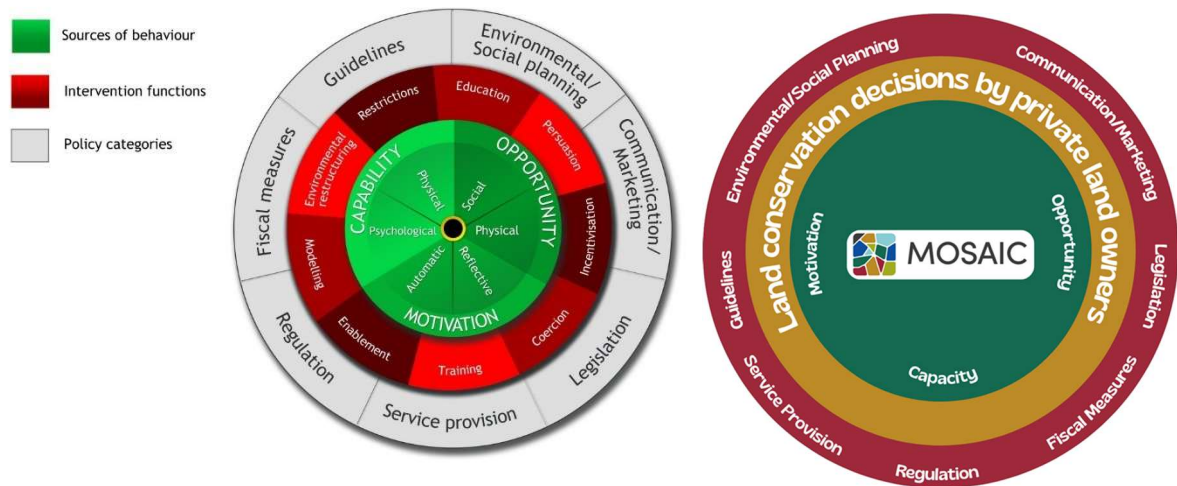 Sources of behaviour
Intervention functions
Policy categories
Guidelines
Environmental/
Social planning
Communication/
Marketing
Legislation
Service provision
Regulation
Fiscal measures
Restrictions
Education
Persuasion
Incentivisation
Coercion
Training
Enablement
Modelling
Environmental
restructuring
CAPABILITY
OPPORTUNITY
MOTIVATION
Physical
Social
Physical
Reflective
Automatic
Psychological
Environmental/Social Planning
Communication/Marketing
Legislation
Fiscal Measures
Regulation
Service Provision
Guidelines
Land conservation decisions by private land owners
Motivation
Opportunity
Capacity
MOSAIC